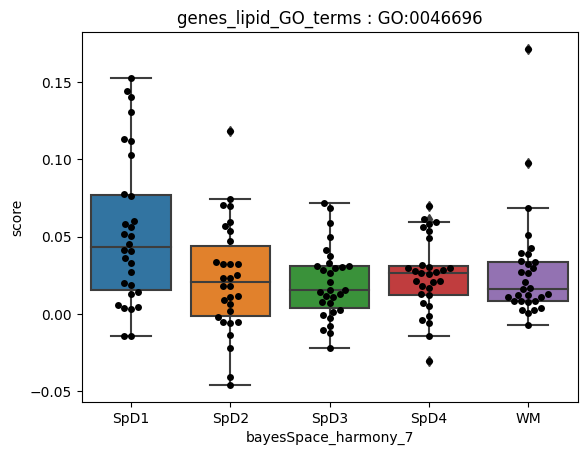 genes_lipid_GO_terms : GO:0046696
score
0.15
0.10
0.05
0.00
−0.05
SpD1 SpD2 SpD3 SpD4 WM
bayesSpace_harmony_7